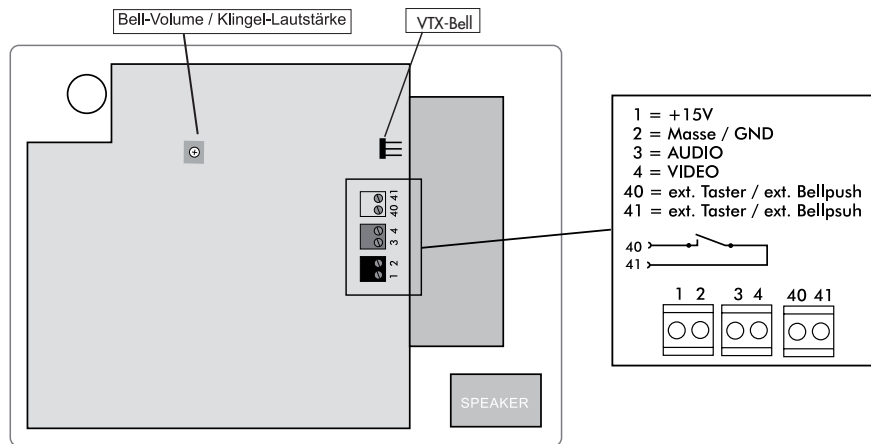 Bell-Volume / Klingel-Lautstärke
VTX-Bell
40 41
3 4
1 2
SPEAKER
1 = +15V
2 = Masse / GND
3 = AUDIO
4 = VIDEO
40 = ext. Taster / ext. Bellpush
41 = ext. Taster / ext. Bellpsuh
40
41
1 2 3 4 40 41